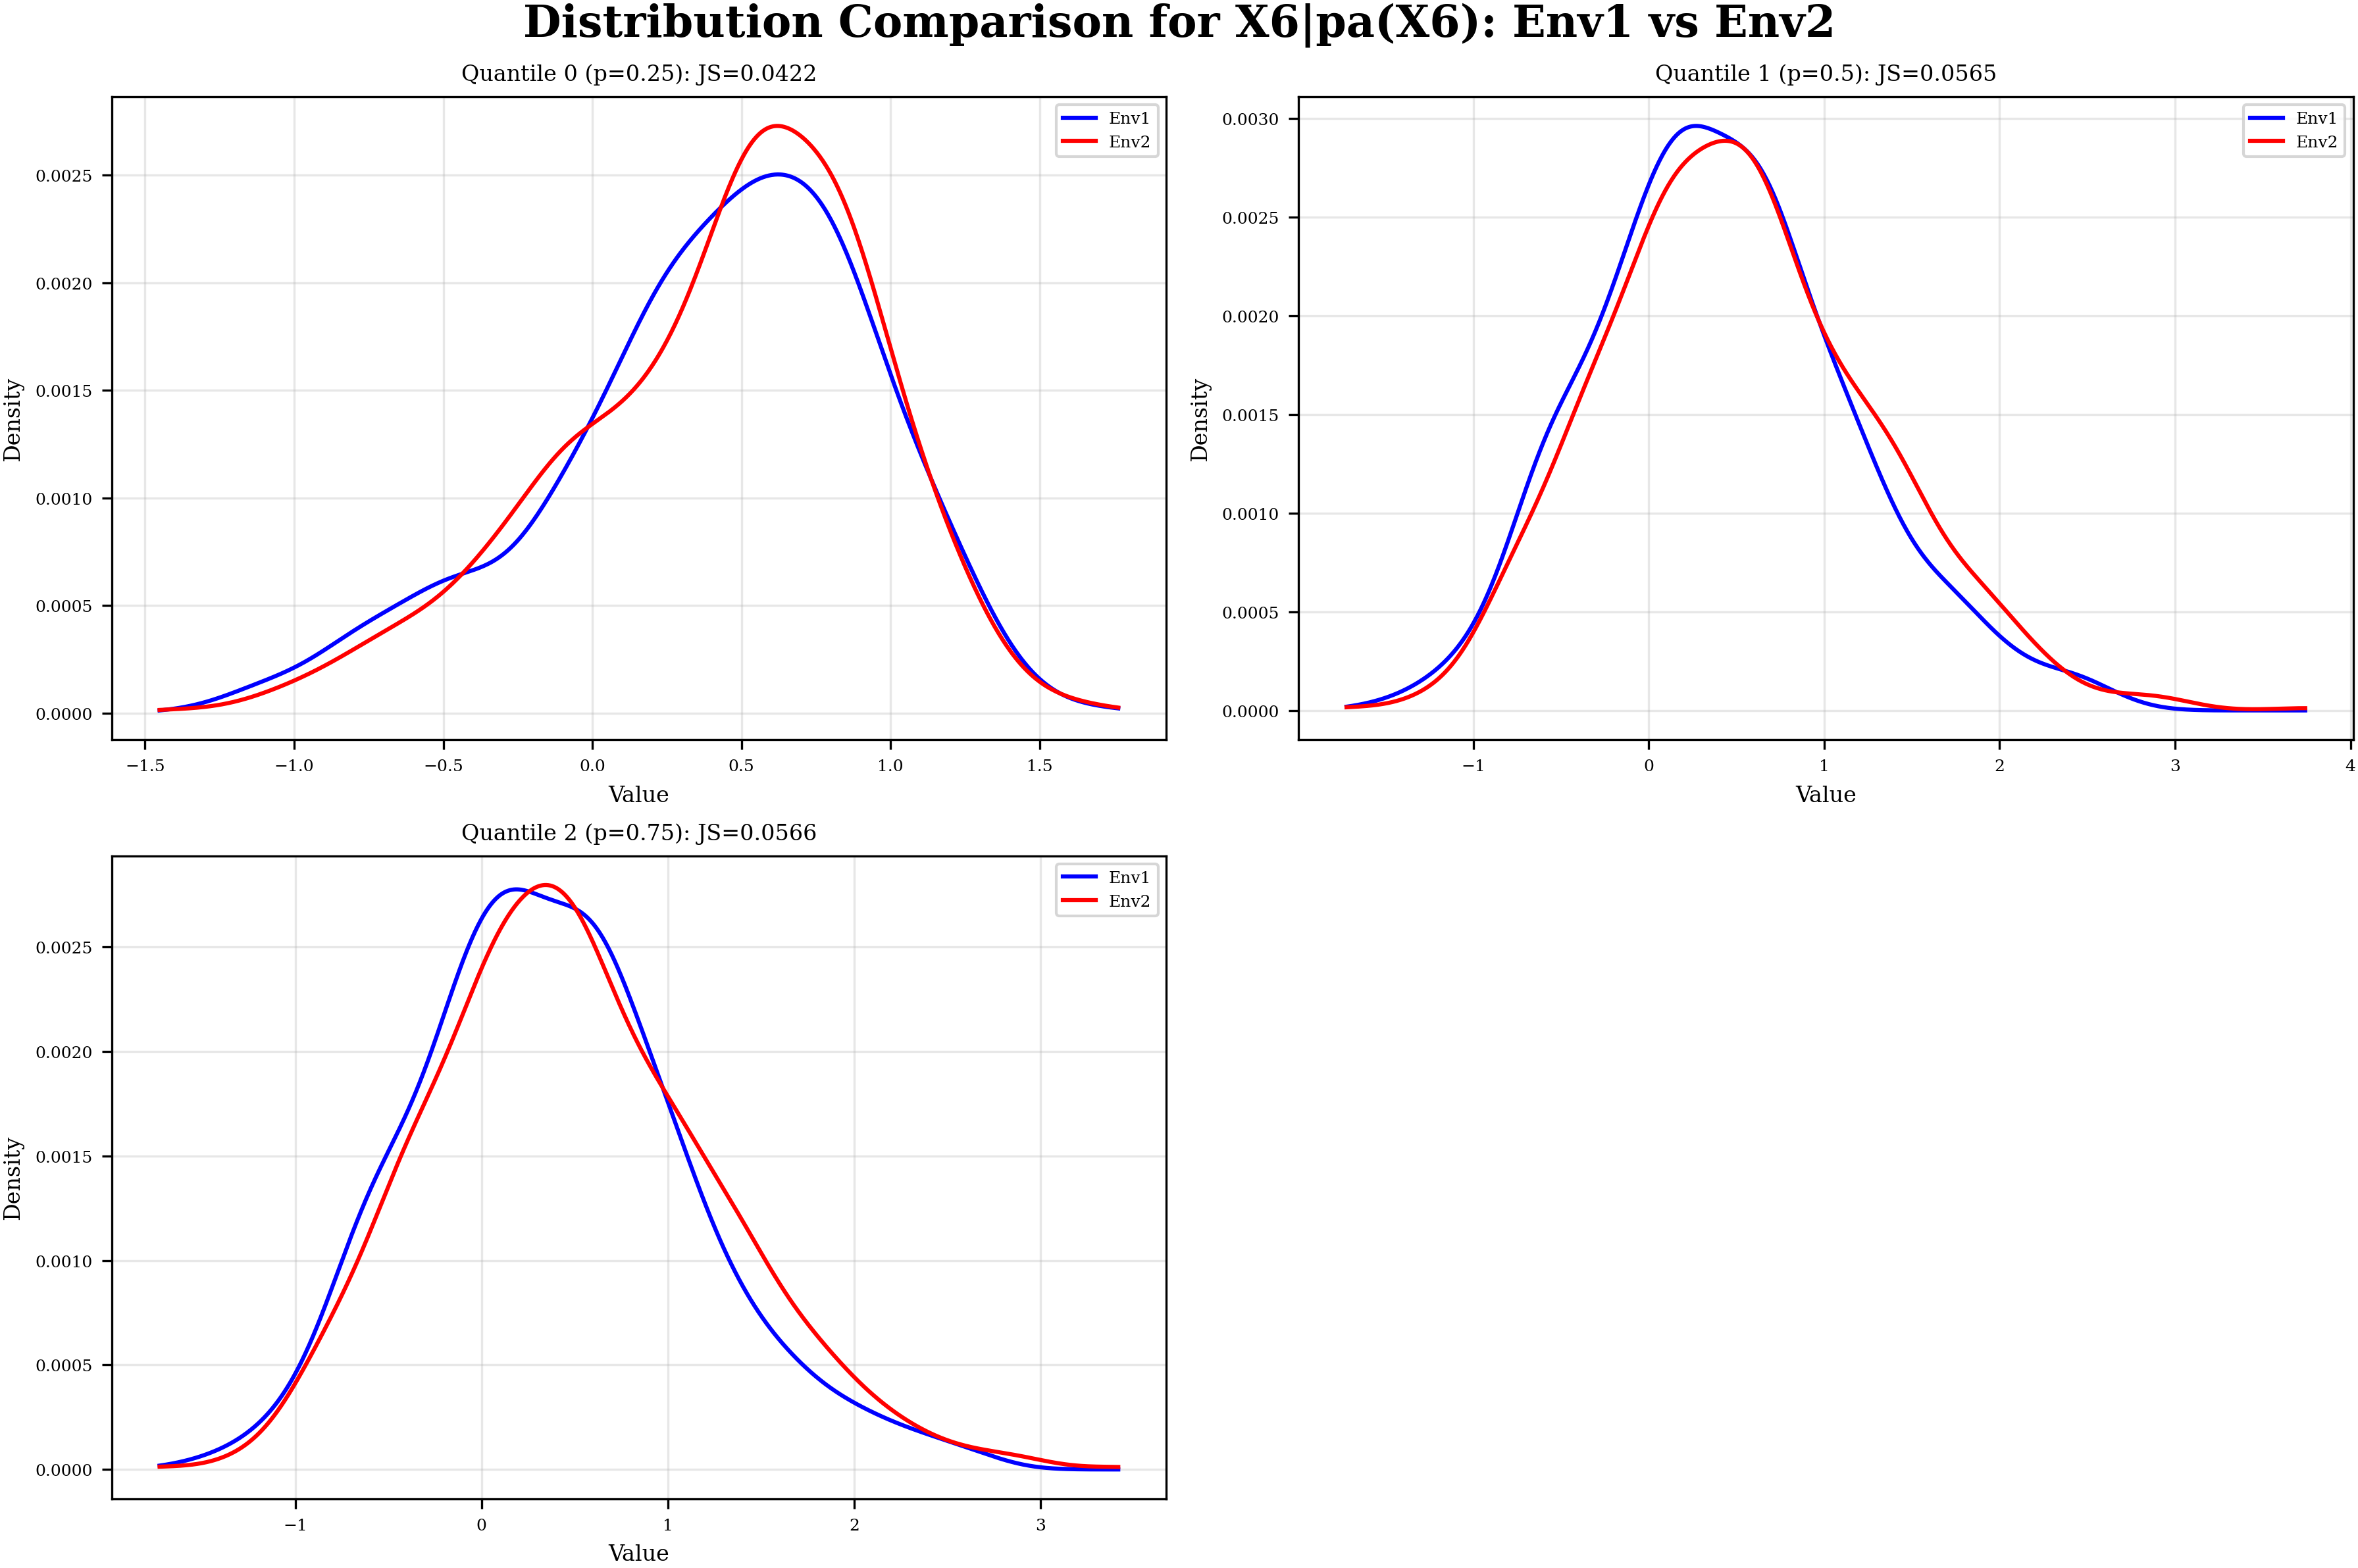 Distribution Comparison for X6|pa(X6): Env1 vs Env2
Quantile 0 (p=0.25): JS=0.0422
Env1
Env2
Density
0.0025
0.0020
0.0015
0.0010
0.0005
0.0000
−1.5 −1.0 −0.5 0.0 0.5 1.0 1.5
Value
Quantile 1 (p=0.5): JS=0.0565
Env1
Env2
Density
0.0030
0.0025
0.0020
0.0015
0.0010
0.0005
0.0000
−1 0 1 2 3 4
Value
Quantile 2 (p=0.75): JS=0.0566
Env1
Env2
Density
0.0025
0.0020
0.0015
0.0010
0.0005
0.0000
−1 0 1 2 3
Value